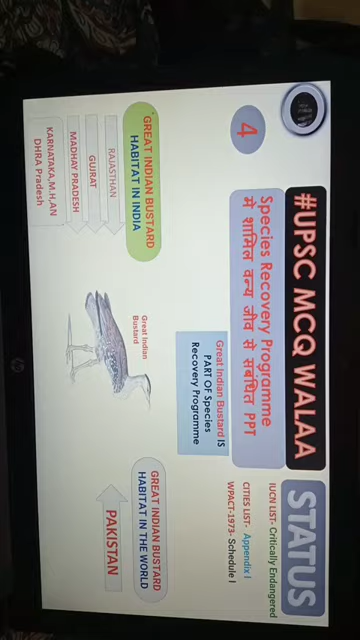 #UPSC MCQ WALAA
4
Species Recovery Programme
मे शामिल वन्य जीव से संबंधित PPT
STATUS
IUCN LIST- Critically Endangered
CITIES LIST- Appendix I
WPACT-1973- Schedule I
Great Indian Bustard IS
PART OF Species
Recovery Programme
GREAT INDIAN BUSTARD
HABITAT IN INDIA
RAJASTHAN
GUJRAT
MADHAY PRADESH
KARNATAKA,M.H,AN
DHRA Pradesh
Great Indian
Bustard
GREAT INDIAN BUSTARD
HABITAT IN THE WORLD
PAKISTAN